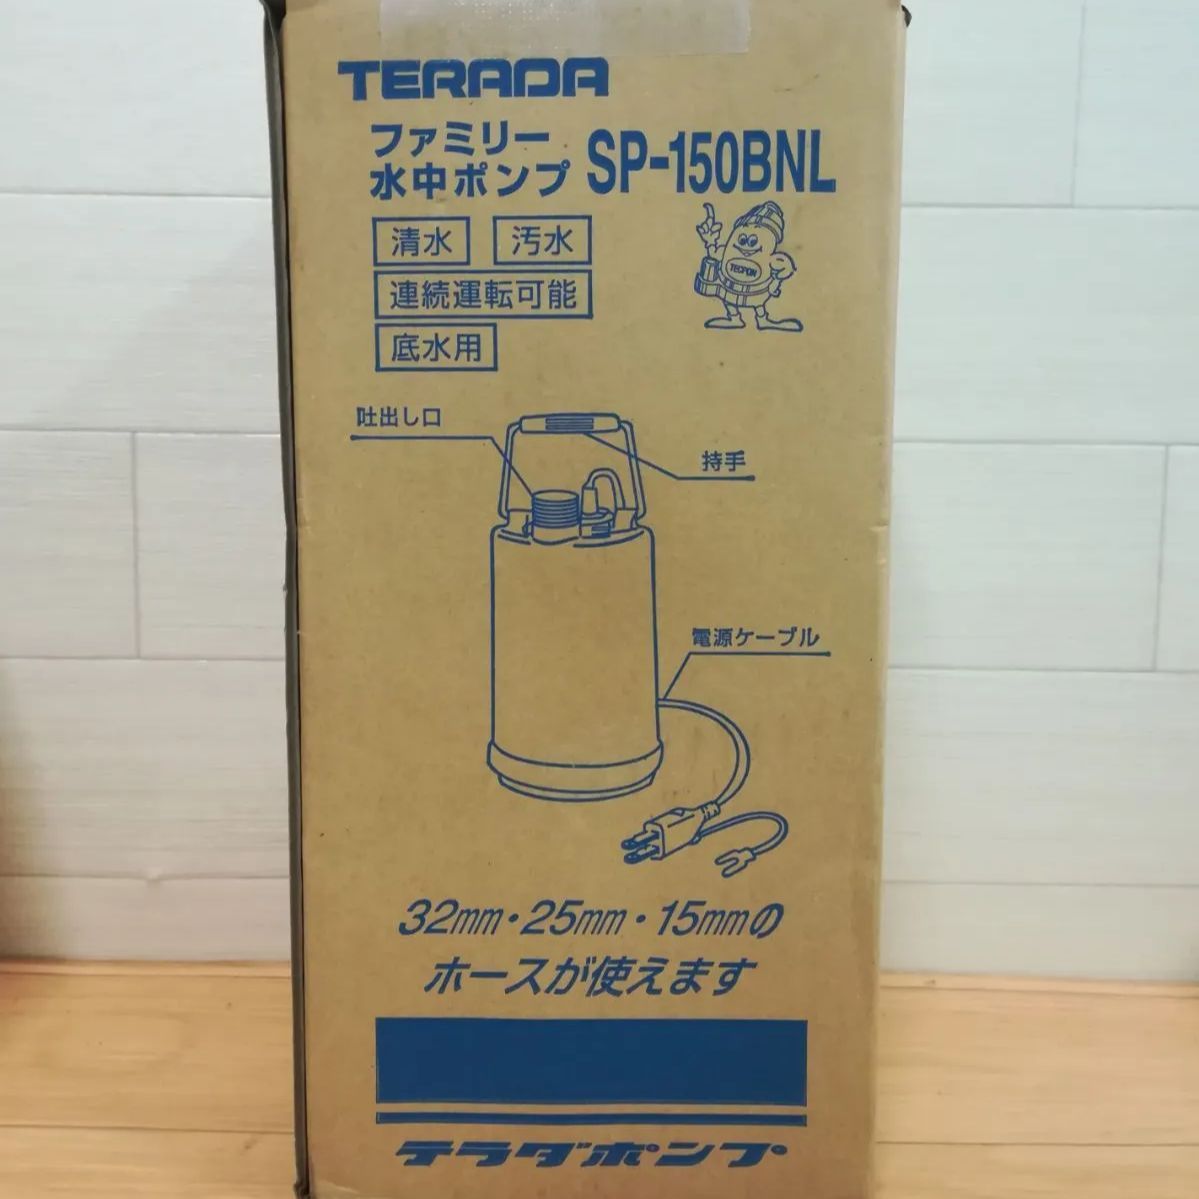 TERADA
ファミリー
水中ポンプ SP-150BNL
清水 汚水
連続運転可能
底水用
TECPON
吐出し口
持手
電源ケーブル
32mm・25mm・15mmの
ホースが使えます
テラダポンプ